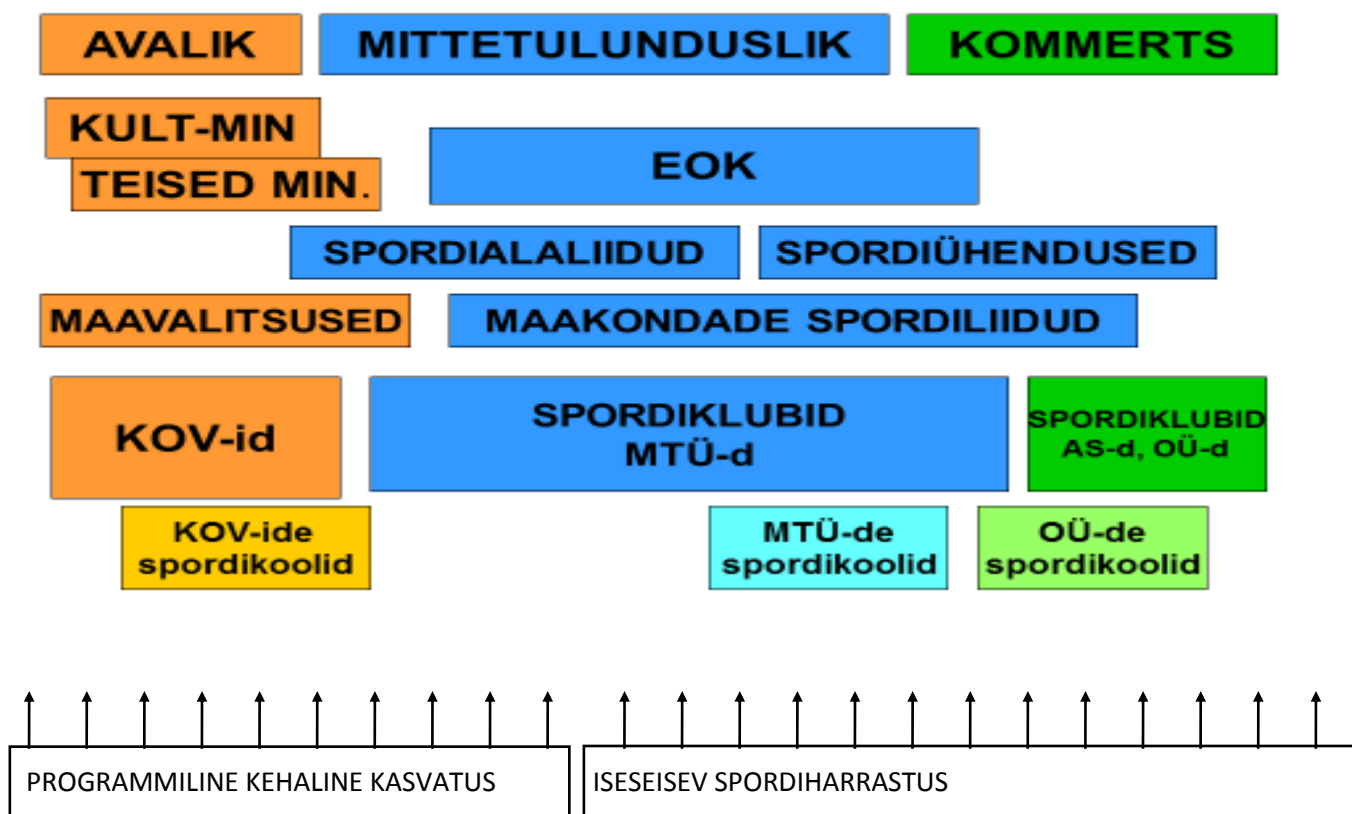 AVALIK
MITTETULUNDUSLIK
KOMMERTS
KULT-MIN
TEISED MIN.
EOK
SPORDIALALIIDUD
SPORDIÜHENDUSED
MAAVALITSUSED
MAAKONDADE SPORDILIIDUD
KOV-id
SPORDIKLUBID
MTÜ-d
SPORDIKLUBID
AS-d, OÜ-d
KOV-ide
spordikoolid
MTÜ-de
spordikoolid
OÜ-de
spordikoolid
PROGRAMMILINE KEHALINE KASVATUS
ISESEISEV SPORDIHARRASTUS